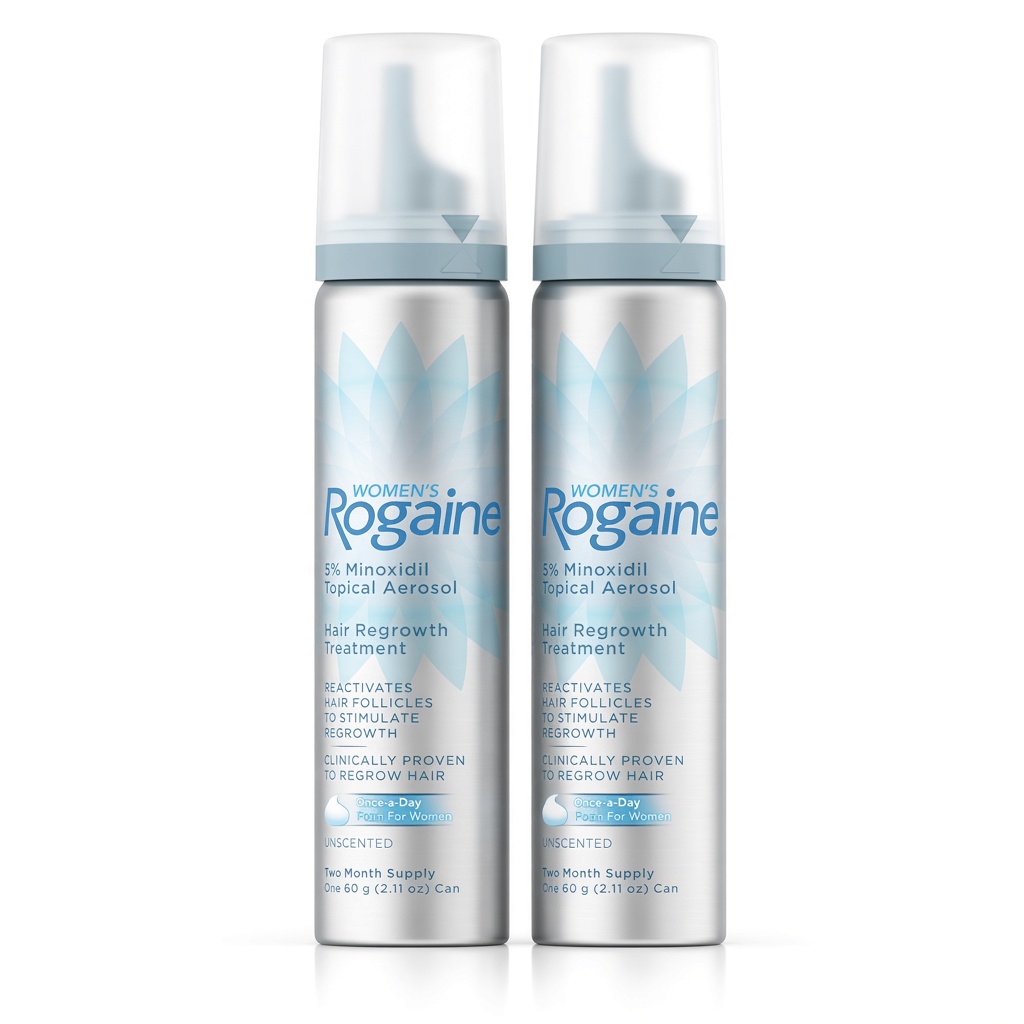 WOMEN'S
Rogaine
5% Minoxidil
Topical Aerosol
Hair Regrowth
Treatment
REACTIVATES
HAIR FOLLICLES
TO STIMULATE
REGROWTH
CLINICALLY PROVEN
TO REGROW HAIR
Once-a-Day
Foam For Women
UNSCENTED
Two Month Supply
One 60 g (2.11 oz) Can
WOMEN'S
Rogaine
5% Minoxidil
Topical Aerosol
Hair Regrowth
Treatment
REACTIVATES
HAIR FOLLICLES
TO STIMULATE
REGROWTH
CLINICALLY PROVEN
TO REGROW HAIR
Once-a-Day
Foam For Women
UNSCENTED
Two Month Supply
One 60 g (2.11 oz) Can